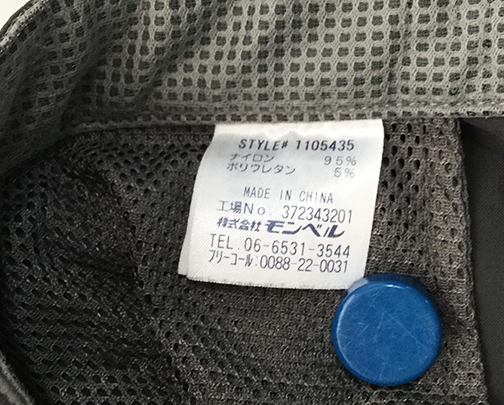 STYLE# 1105435
ナイロン 95%
ポリウレタン 5%
MADE IN CHINA
工場No. 372343201
株式会社 モンベル
TEL.06-6531-3544
フリーコール:0088-22-0031